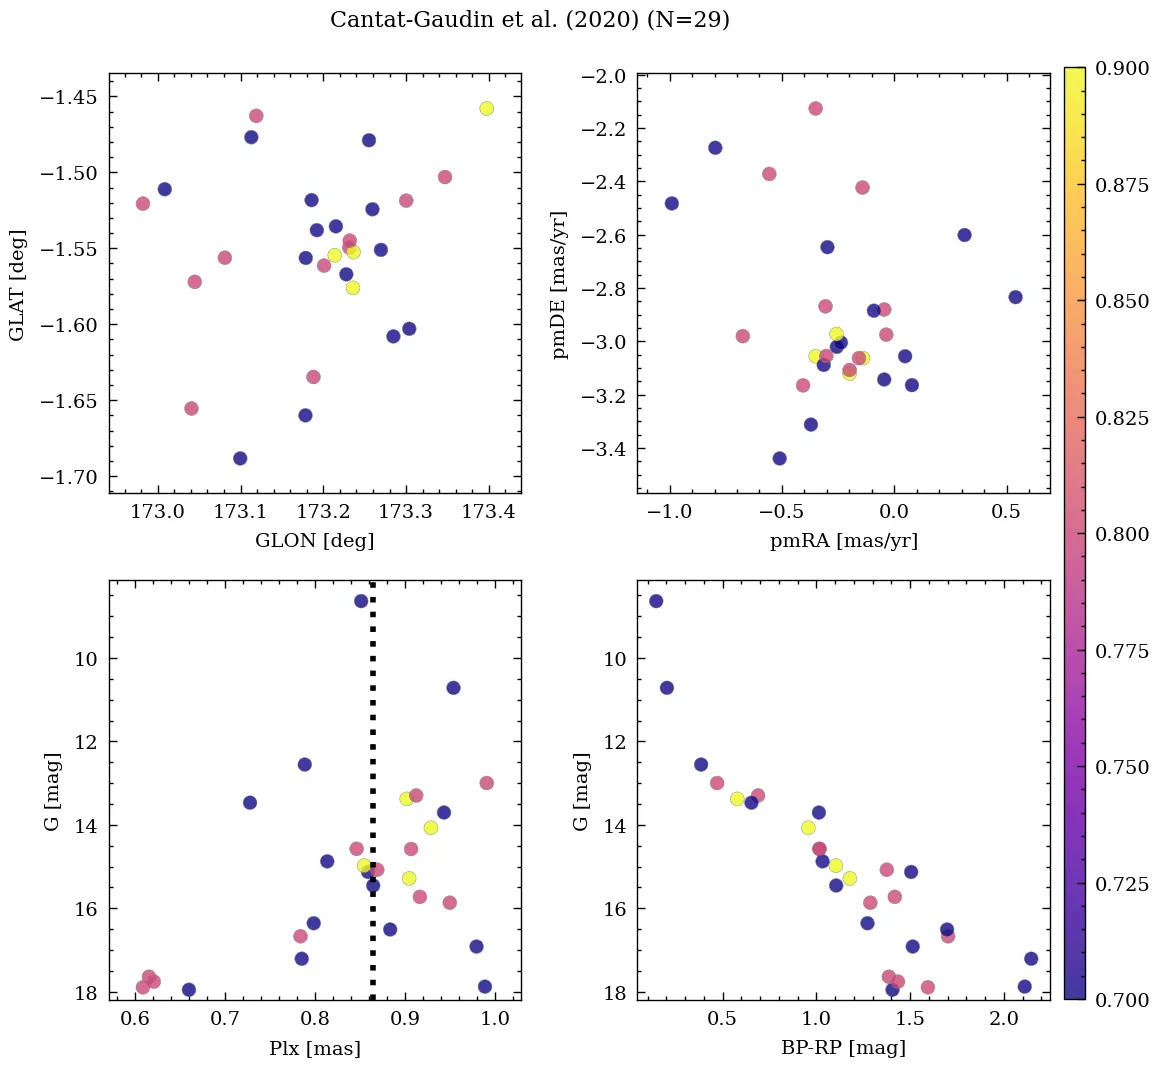 Cantat-Gaudin et al. (2020) (N=29)
−1.45
−1.50
−1.55
−1.60
−1.65
−1.70
GLAT [deg]
173.0 173.1 173.2 173.3 173.4
GLON [deg]
−2.0
−2.2
−2.4
−2.6
−2.8
−3.0
−3.2
−3.4
pmDE [mas/yr]
−1.0 −0.5 0.0 0.5
pmRA [mas/yr]
10
12
14
16
18
G [mag]
0.6 0.7 0.8 0.9 1.0
Plx [mas]
10
12
14
16
18
G [mag]
0.5 1.0 1.5 2.0
BP-RP [mag]
0.900
0.875
0.850
0.825
0.800
0.775
0.750
0.725
0.700